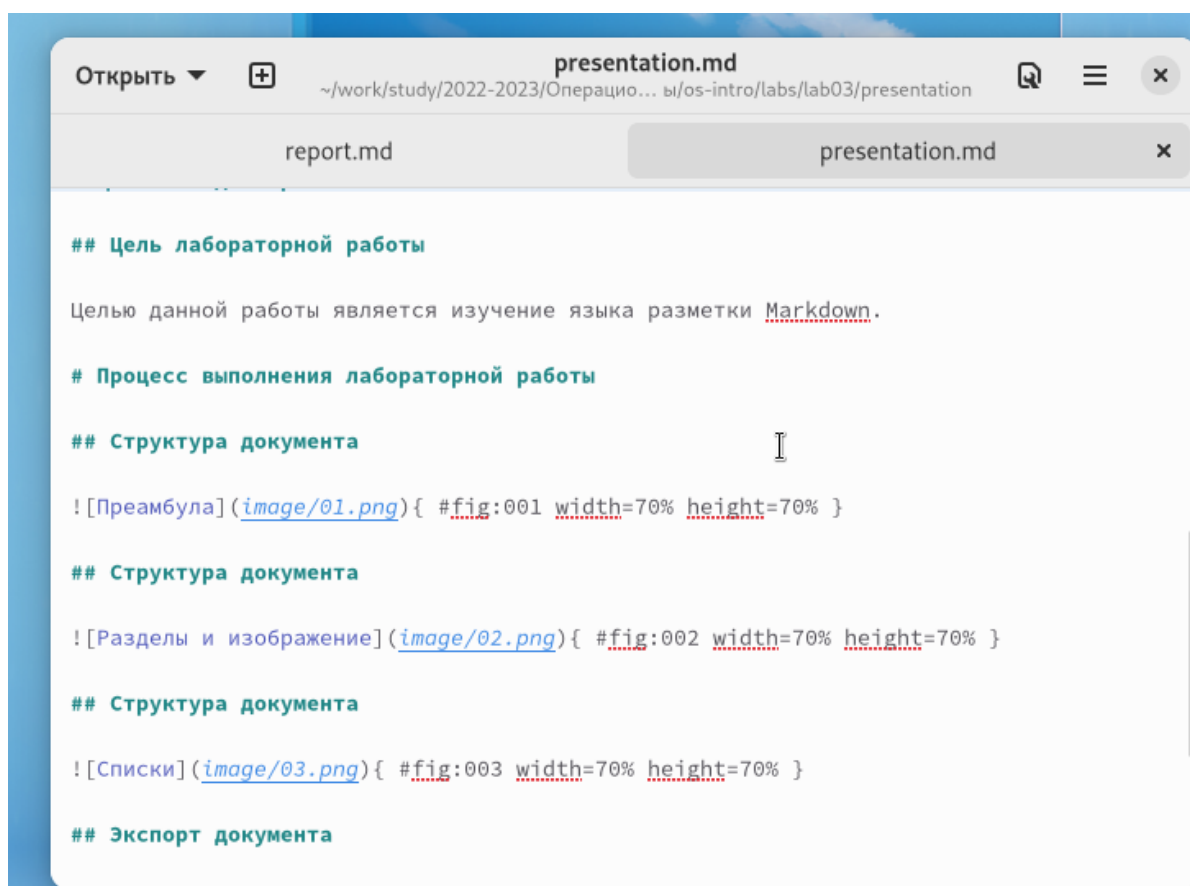 Открыть
presentation.md
~/work/study/2022-2023/Операцио… ы/os-intro/labs/lab03/presentation
report.md
presentation.md
## Цель лабораторной работы
Целью данной работы является изучение языка разметки Markdown.
# Процесс выполнения лабораторной работы
## Структура документа
![Преамбула](image/01.png){ #fig:001 width=70% height=70% }
## Структура документа
![Разделы и изображение](image/02.png){ #fig:002 width=70% height=70% }
## Структура документа
![Списки](image/03.png){ #fig:003 width=70% height=70% }
## Экспорт документа